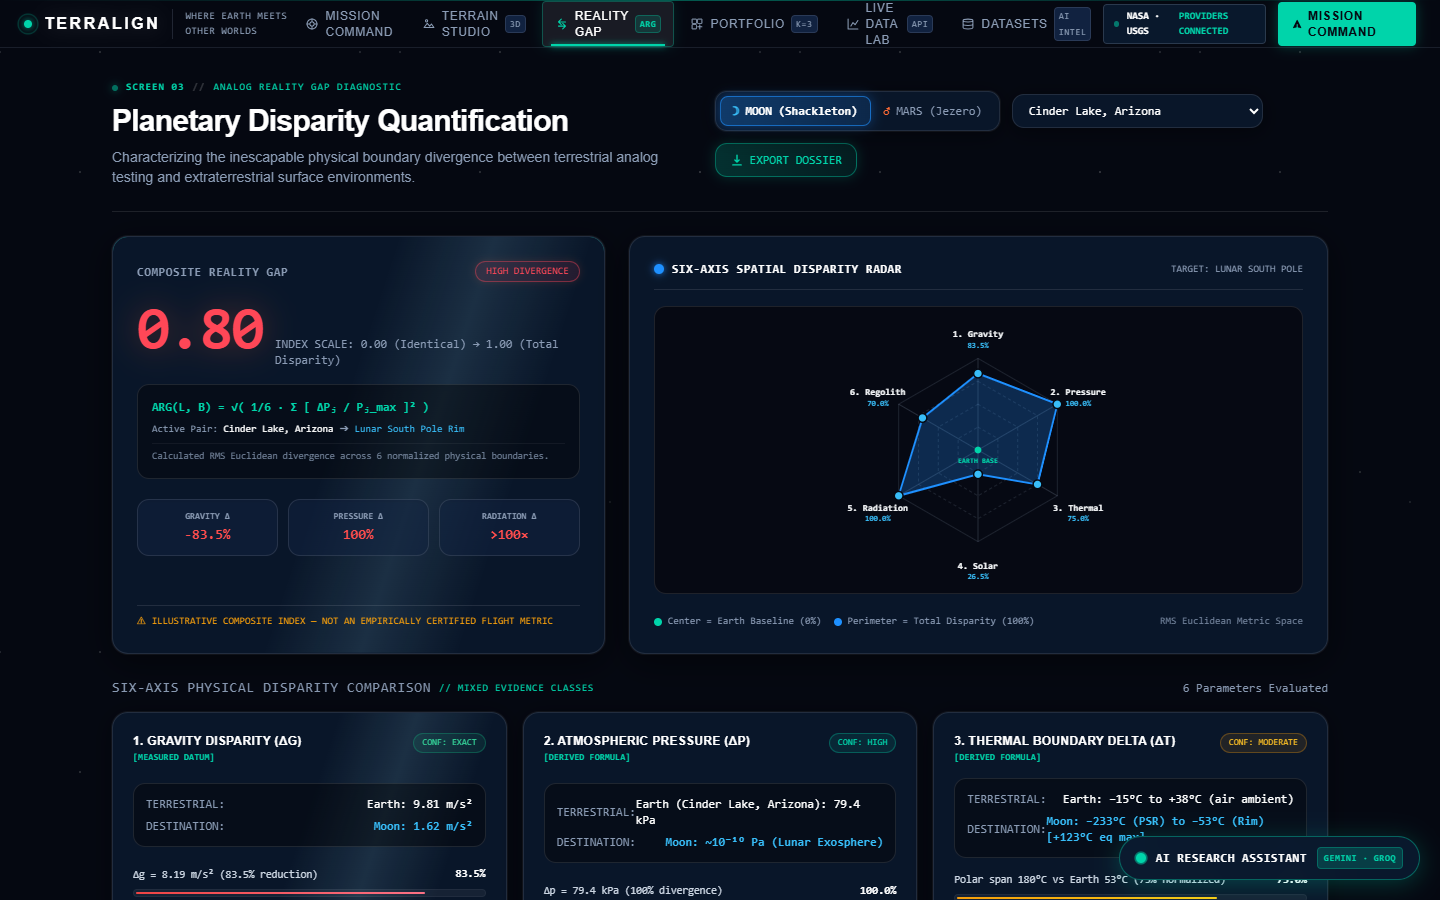 TERRALIGN
WHERE EARTH MEETS
OTHER WORLDS
MISSION
COMMAND
TERRAIN
STUDIO
3D
REALITY
GAP
ARG
PORTFOLIO
K=3
LIVE
DATA
LAB
API
DATASETS
AI
INTEL
NASA ·
USGS
PROVIDERS
CONNECTED
MISSION
COMMAND
SCREEN 03 // ANALOG REALITY GAP DIAGNOSTIC
Planetary Disparity Quantification
Characterizing the inescapable physical boundary divergence between terrestrial analog
testing and extraterrestrial surface environments.
MOON (Shackleton)
♂ MARS (Jezero)
Cinder Lake, Arizona
EXPORT DOSSIER
COMPOSITE REALITY GAP
HIGH DIVERGENCE
0.80
INDEX SCALE: 0.00 (Identical) → 1.00 (Total
Disparity)
ARG(L, B) = √( 1/6 · Σ [ ΔPⱼ / Pⱼ_max ]² )
Active Pair: Cinder Lake, Arizona → Lunar South Pole Rim
Calculated RMS Euclidean divergence across 6 normalized physical boundaries.
GRAVITY Δ
-83.5%
PRESSURE Δ
100%
RADIATION Δ
>100×
⚠ ILLUSTRATIVE COMPOSITE INDEX — NOT AN EMPIRICALLY CERTIFIED FLIGHT METRIC
SIX-AXIS SPATIAL DISPARITY RADAR
TARGET: LUNAR SOUTH POLE
1. Gravity
83.5%
6. Regolith
70.0%
2. Pressure
100.0%
EARTH BASE
5. Radiation
100.0%
3. Thermal
75.0%
4. Solar
26.5%
Center = Earth Baseline (0%)
Perimeter = Total Disparity (100%)
RMS Euclidean Metric Space
SIX-AXIS PHYSICAL DISPARITY COMPARISON // MIXED EVIDENCE CLASSES
6 Parameters Evaluated
1. GRAVITY DISPARITY (ΔG)
[MEASURED DATUM]
CONF: EXACT
TERRESTRIAL:
Earth: 9.81 m/s²
DESTINATION:
Moon: 1.62 m/s²
Δg = 8.19 m/s² (83.5% reduction)
83.5%
2. ATMOSPHERIC PRESSURE (ΔP)
[DERIVED FORMULA]
CONF: HIGH
TERRESTRIAL:
Earth (Cinder Lake, Arizona): 79.4
kPa
DESTINATION:
Moon: ~10⁻¹⁰ Pa (Lunar Exosphere)
Δp = 79.4 kPa (100% divergence)
100.0%
3. THERMAL BOUNDARY DELTA (ΔT)
[DERIVED FORMULA]
CONF: MODERATE
TERRESTRIAL:
Earth: −15°C to +38°C (air ambient)
DESTINATION:
Moon: −233°C (PSR) to −53°C (Rim)
[+123°C eq max]
Polar span 180°C vs Earth 53°C (75% normalized)
75.0%
AI RESEARCH ASSISTANT
GEMINI · GROQ